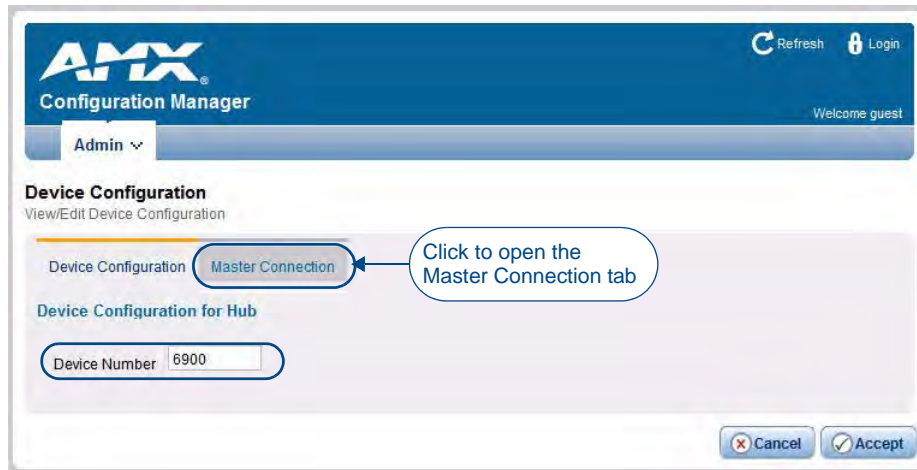 AMX®
Refresh Login
Configuration Manager
Welcome guest
Admin
Device Configuration
View/Edit Device Configuration
Device Configuration Master Connection
Click to open the
Master Connection tab
Device Configuration for Hub
Device Number 6900
Cancel Accept